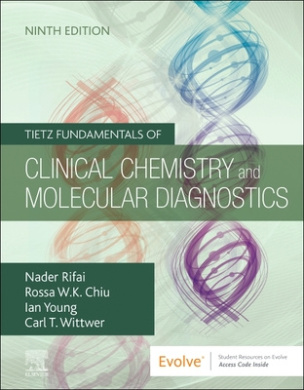 NINTH EDITION
TIETZ FUNDAMENTALS OF
CLINICAL CHEMISTRY and
MOLECULAR DIAGNOSTICS
Nader Rifai
Rossa W.K. Chiu
Ian Young
Carl T. Wittwer
ELSEVIER
Evolve
Student Resources on Evolve
Access Code Inside